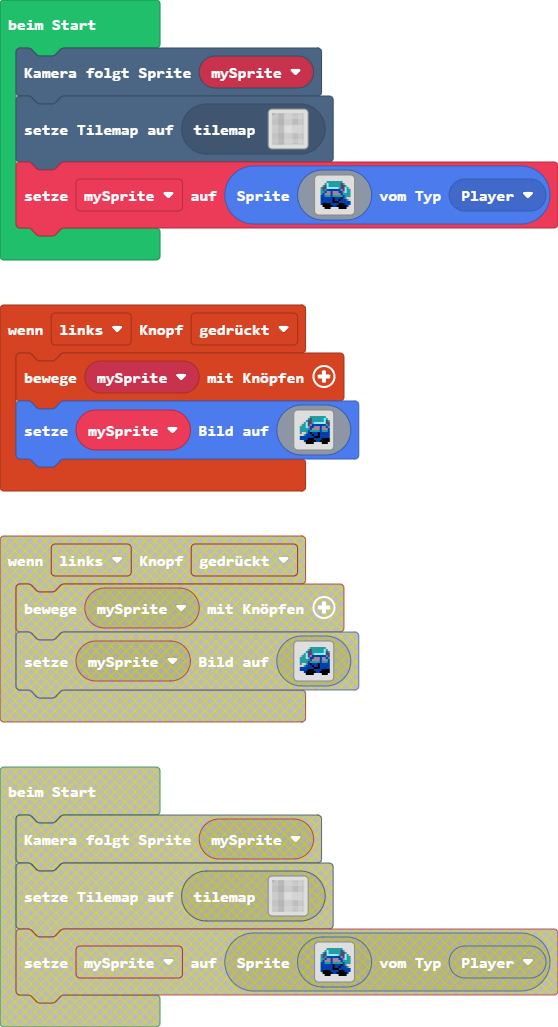 beim Start
Kamera folgt Sprite mySprite
setze Tilemap auf tilemap
setze mySprite auf Sprite vom Typ Player
wenn links Knopf gedrückt
bewege mySprite mit Knöpfen
setze mySprite Bild auf
wenn links Knopf gedrückt
bewege mySprite mit Knöpfen
setze mySprite Bild auf
beim Start
Kamera folgt Sprite mySprite
setze Tilemap auf tilemap
setze mySprite auf Sprite vom Typ Player